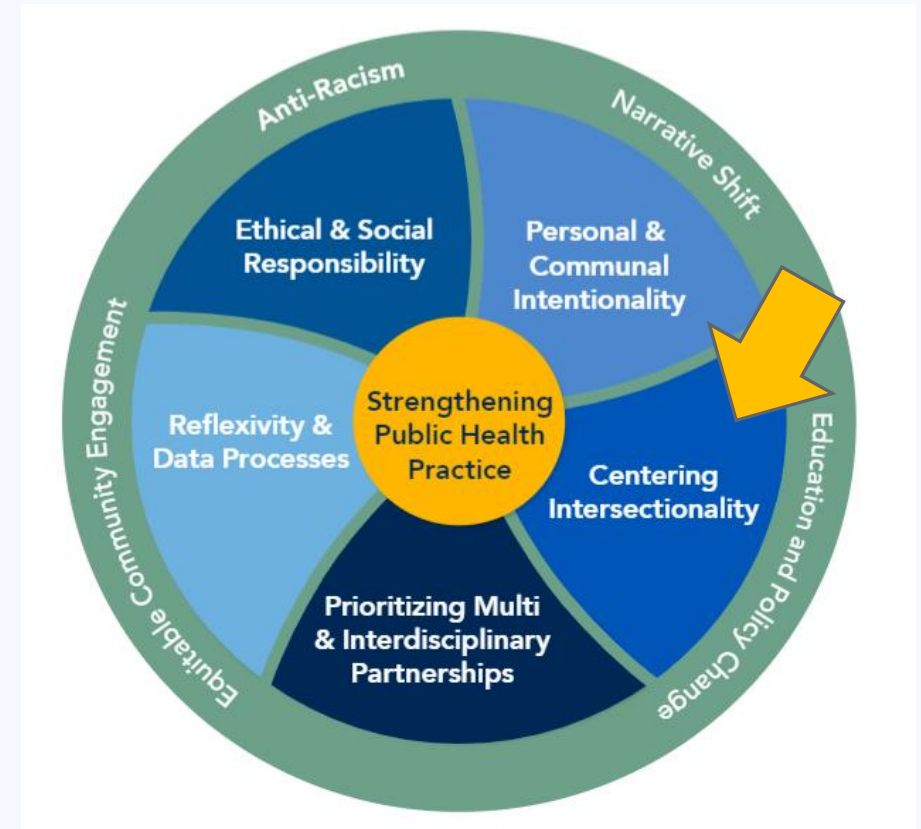 Anti-Racism
Narrative Shift
Ethical & Social
Responsibility
Personal &
Communal
Intentionality
Strengthening
Public Health
Practice
Reflexivity &
Data Processes
Centering
Intersectionality
Prioritizing Multi
& Interdisciplinary
Partnerships
Equitable Community Engagement
Education and Policy Change